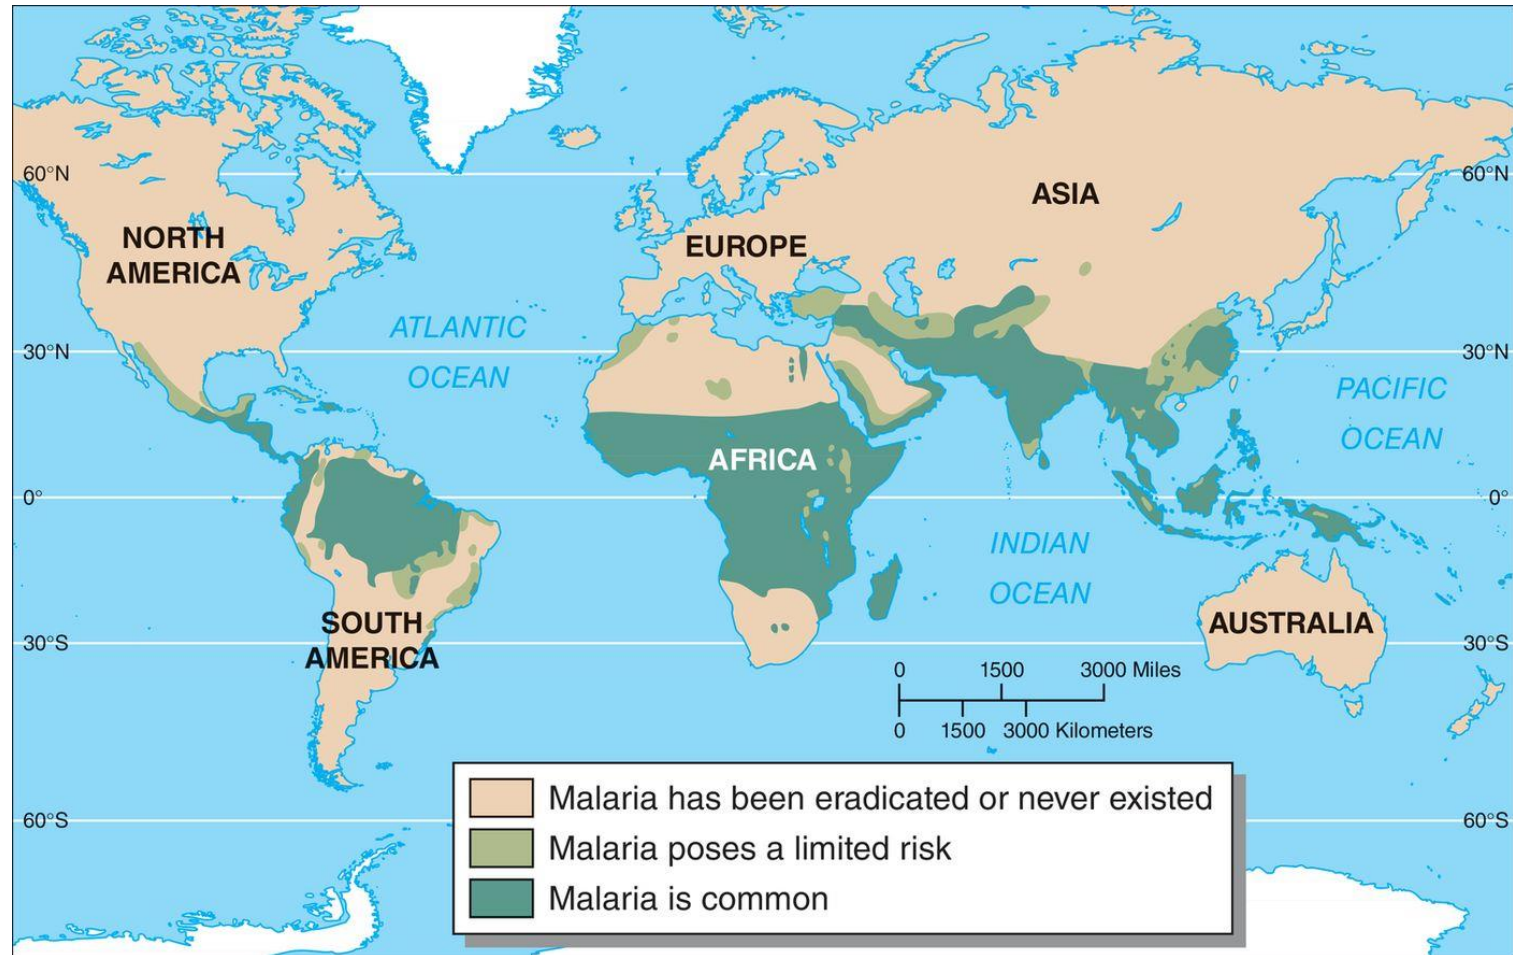 60°N
60°N
ASIA
NORTH
AMERICA
EUROPE
ATLANTIC
OCEAN
30°N
30°N
PACIFIC
OCEAN
AFRICA
0°
0°
INDIAN
OCEAN
SOUTH
AMERICA
AUSTRALIA
30°S
30°S
0 1500 3000 Miles
0 1500 3000 Kilometers
60°S
60°S
Malaria has been eradicated or never existed
Malaria poses a limited risk
Malaria is common